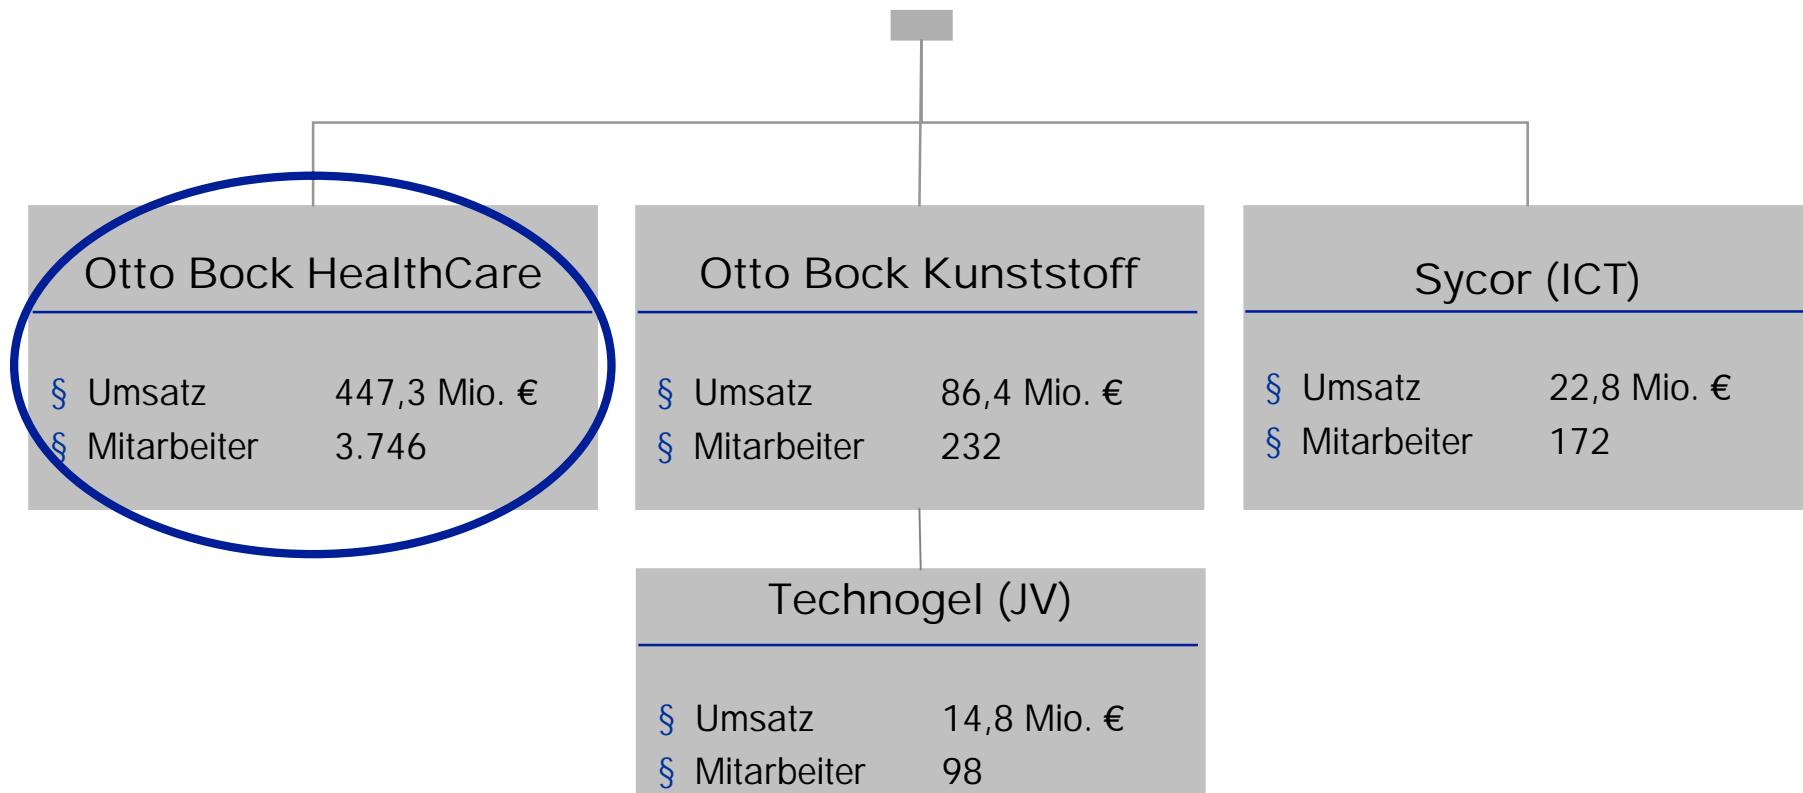 Otto Bock HealthCare
§ Umsatz 447,3 Mio. €
§ Mitarbeiter 3.746
Otto Bock Kunststoff
§ Umsatz 86,4 Mio. €
§ Mitarbeiter 232
Sycor (ICT)
§ Umsatz 22,8 Mio. €
§ Mitarbeiter 172
Technogel (JV)
§ Umsatz 14,8 Mio. €
§ Mitarbeiter 98